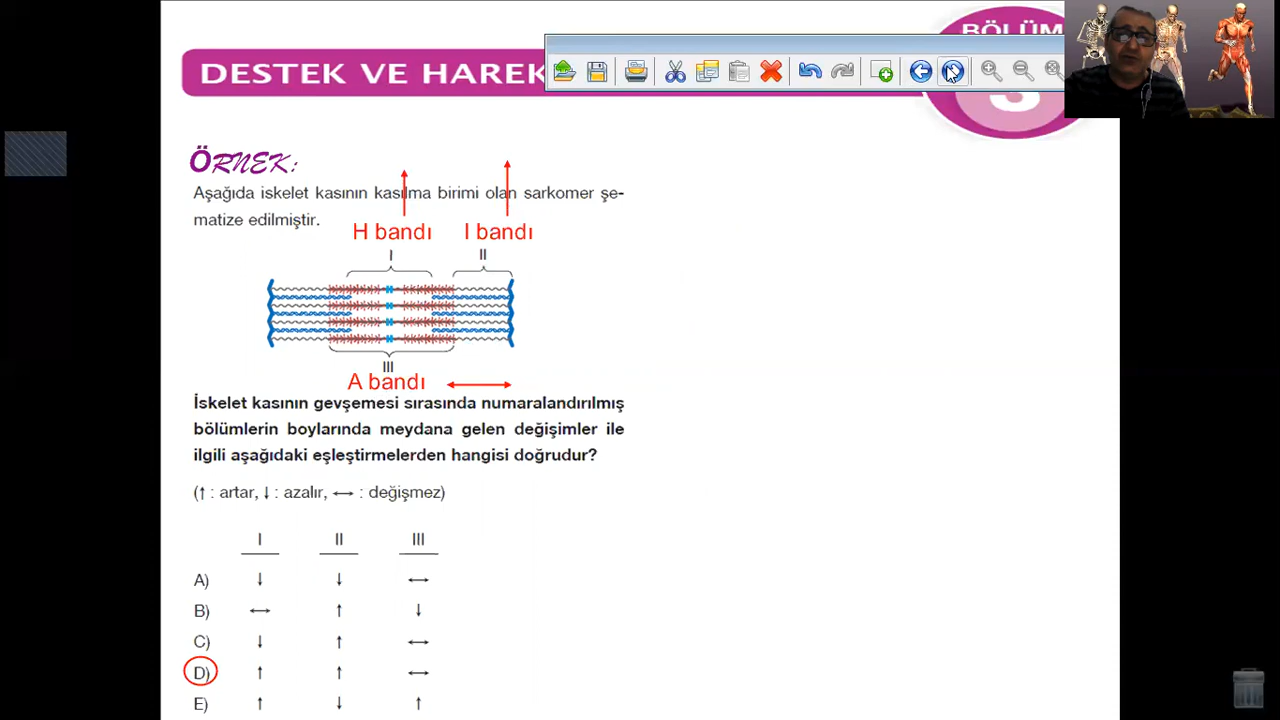 BÖLÜM
DESTEK VE HAREK
3
ÖRNEK:
Aşağıda iskelet kasının kasılma birimi olan sarkomer şe-
matize edilmiştir.
H bandı I bandı
I II
III
A bandı
İskelet kasının gevşemesi sırasında numaralandırılmış
bölümlerin boylarında meydana gelen değişimler ile
ilgili aşağıdaki eşleştirmelerden hangisi doğrudur?
(↑ : artar, ↓ : azalır, ↔ : değişmez)
I II III
A) ↓ ↓ ↔
B) ↔ ↑ ↓
C) ↓ ↑ ↔
D) ↑ ↑ ↔
E) ↑ ↓ ↑